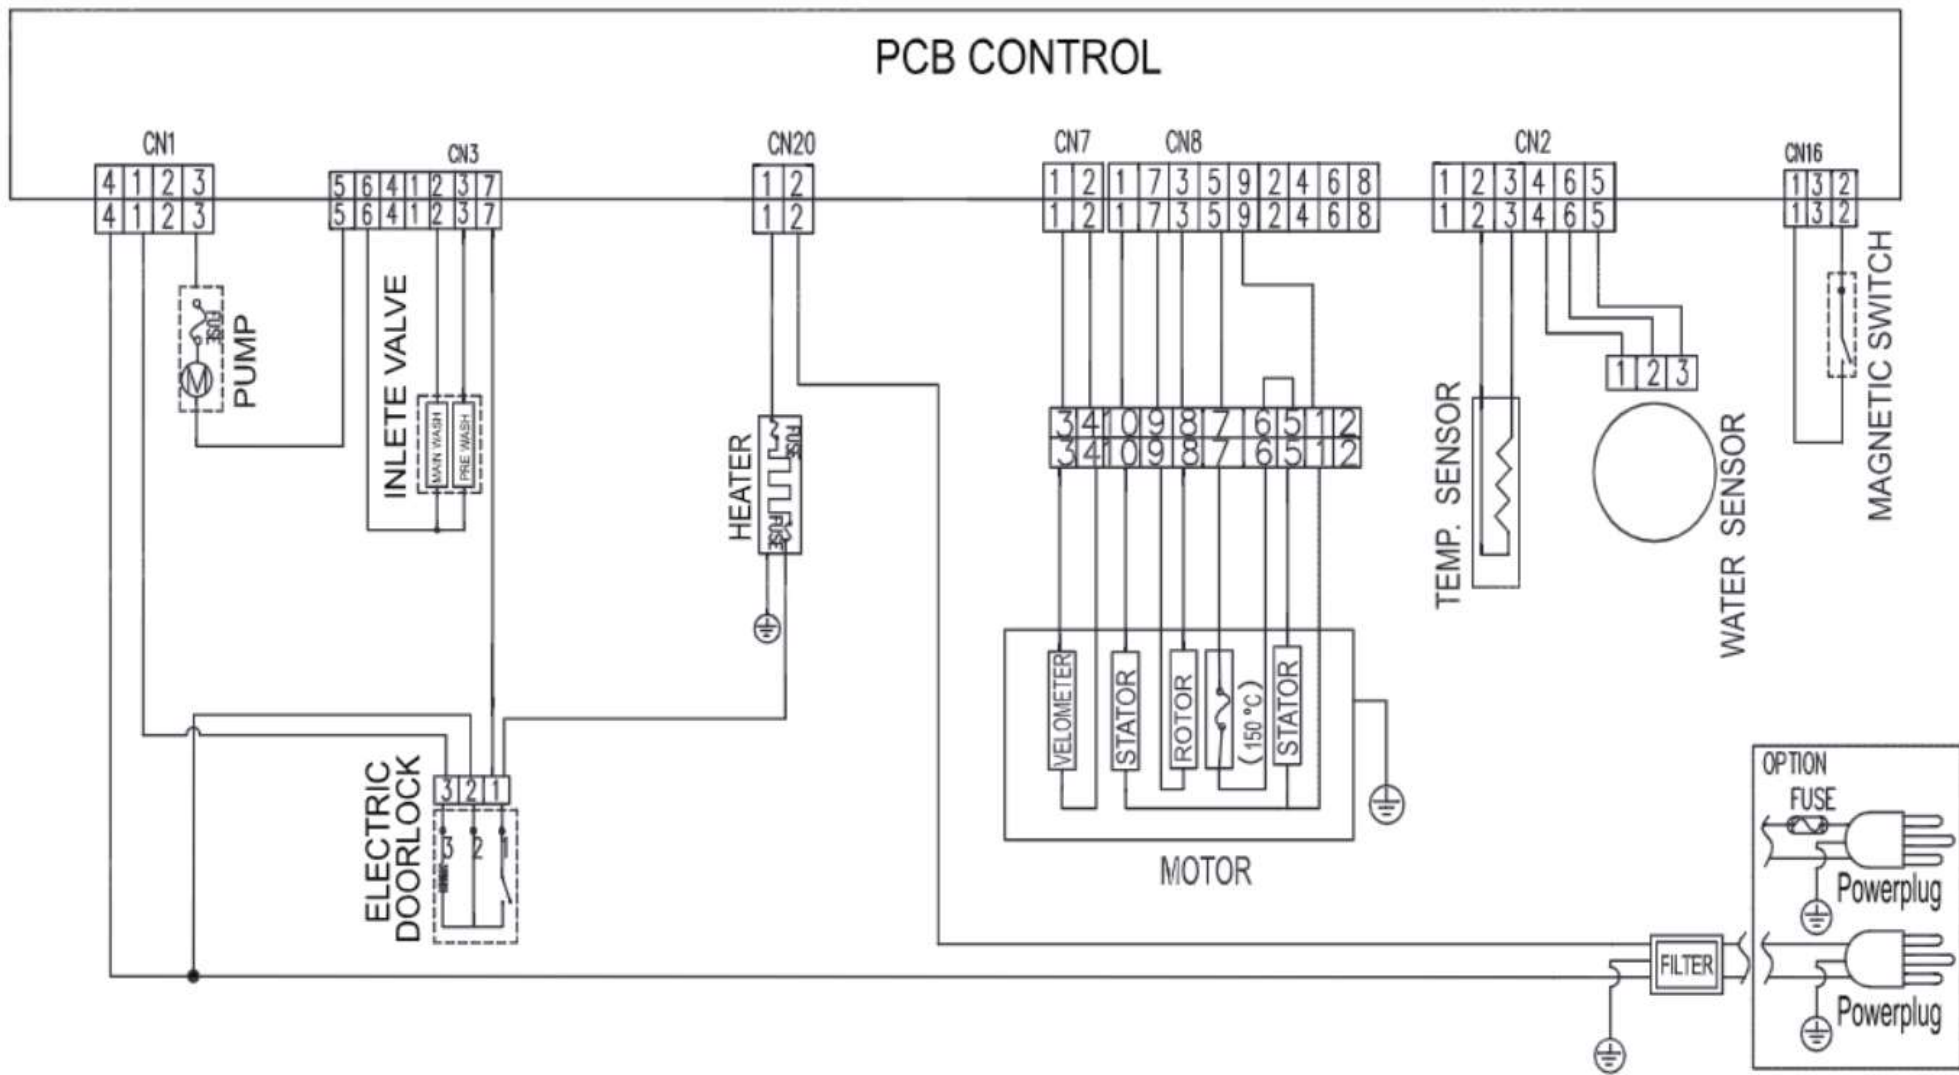 PCB CONTROL
CN1
CN3
CN20
CN7
CN8
CN2
CN16
4 1 2 3
4 1 2 3
5 6 4 1 2 3 7
5 6 4 1 2 3 7
1 2
1 2
1 2
1 2
1 7 3 5 9 2 4 6 8
1 7 3 5 9 2 4 6 8
1 2 3 4 6 5
1 2 3 4 6 5
1 3 2
1 3 2
FUSE
M
PUMP
INLETE VALVE
MAIN WASH
PRE WASH
HEATER
FUSE
FUSE
3 4 10 9 8 7 6 5 1 2
3 4 10 9 8 7 6 5 1 2
TEMP. SENSOR
1 2 3
WATER SENSOR
MAGNETIC SWITCH
VELOMETER
STATOR
ROTOR
(150 °C)
STATOR
MOTOR
ELECTRIC
DOORLOCK
3 2 1
3 2 1
OPTION
FUSE
Powerplug
FILTER
Powerplug